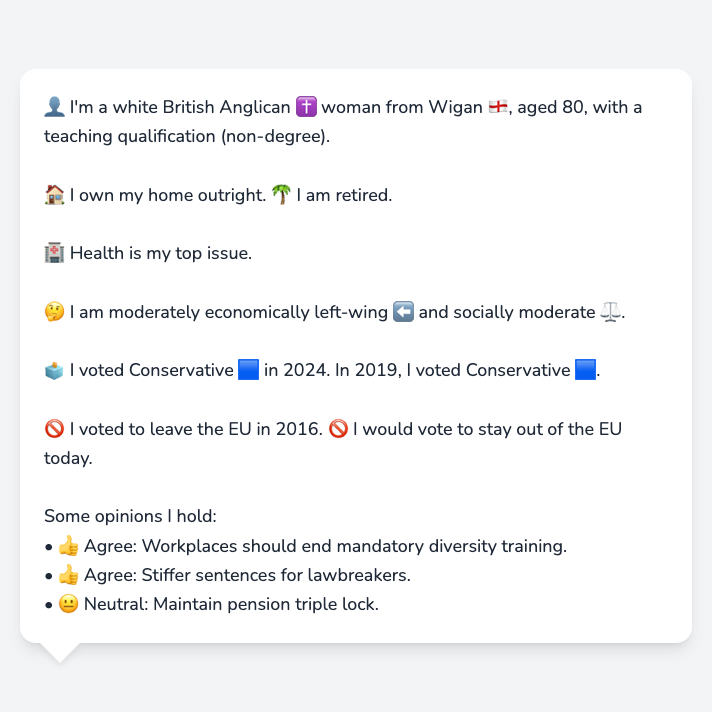 👤 I'm a white British Anglican ✝️ woman from Wigan 🏴󠁧󠁢󠁥󠁮󠁧󠁿, aged 80, with a
teaching qualification (non-degree).
🏠 I own my home outright. 🌴 I am retired.
🏥 Health is my top issue.
🤔 I am moderately economically left-wing ⬅️ and socially moderate ⚖️.
🗳️ I voted Conservative 🟦 in 2024. In 2019, I voted Conservative 🟦.
🚫 I voted to leave the EU in 2016. 🚫 I would vote to stay out of the EU
today.
Some opinions I hold:
• 👍 Agree: Workplaces should end mandatory diversity training.
• 👍 Agree: Stiffer sentences for lawbreakers.
• 😐 Neutral: Maintain pension triple lock.